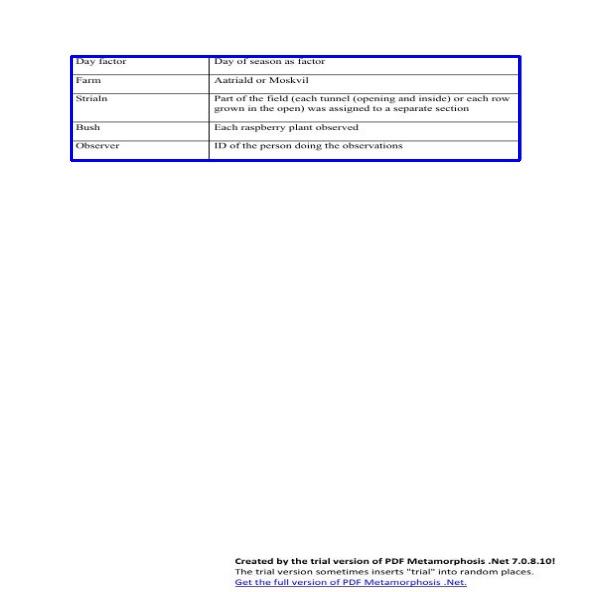 Day factor Day of season as factor
Farm Aatriald or Moskvil
Strialn Part of the field (each tunnel (opening and inside) or each row
grown in the open) was assigned to a separate section
Bush Each raspberry plant observed
Observer ID of the person doing the observations
Created by the trial version of PDF Metamorphosis .Net 7.0.8.10!
The trial version sometimes inserts "trial" into random places.
Get the full version of PDF Metamorphosis .Net.